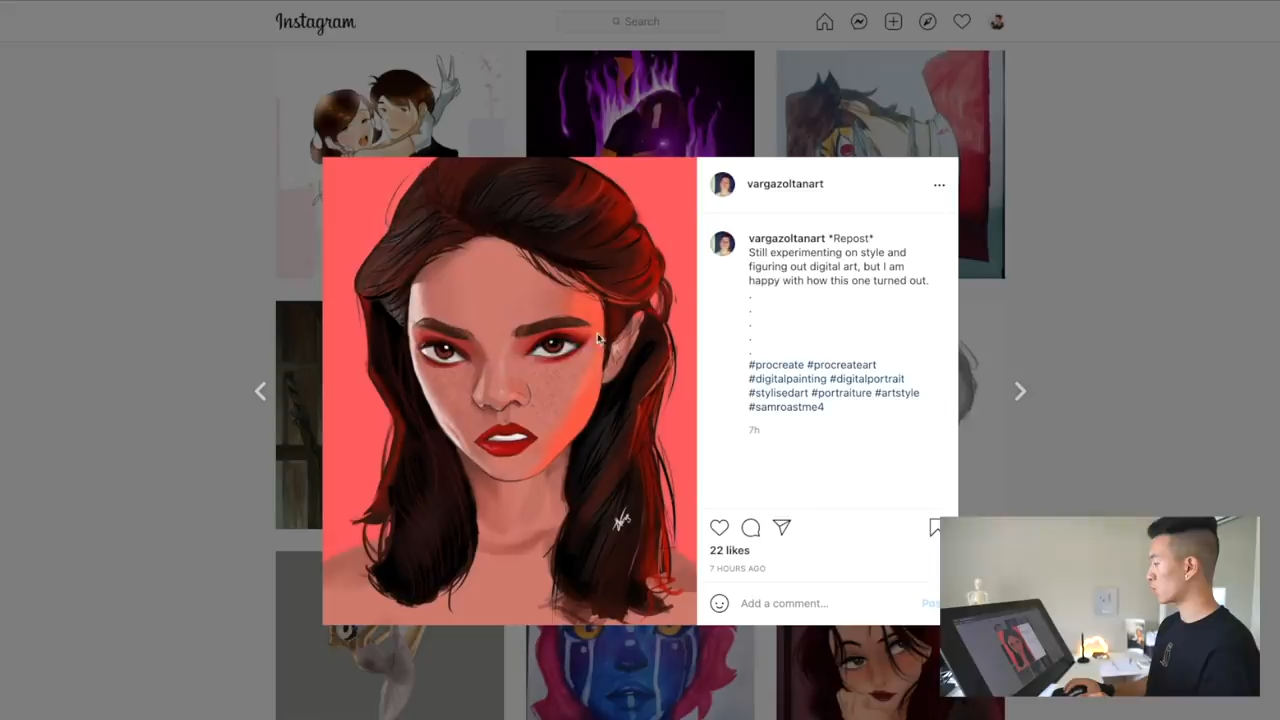 Instagram
Search
1
vargazoltanart
vargazoltanart *Repost*
Still experimenting on style and
figuring out digital art, but I am
happy with how this one turned out.
.
.
.
.
.
#procreate #procreateart
#digitalpainting #digitalportrait
#stylisedart #portraiture #artstyle
#samroastme4
7h
22 likes
7 HOURS AGO
Add a comment...